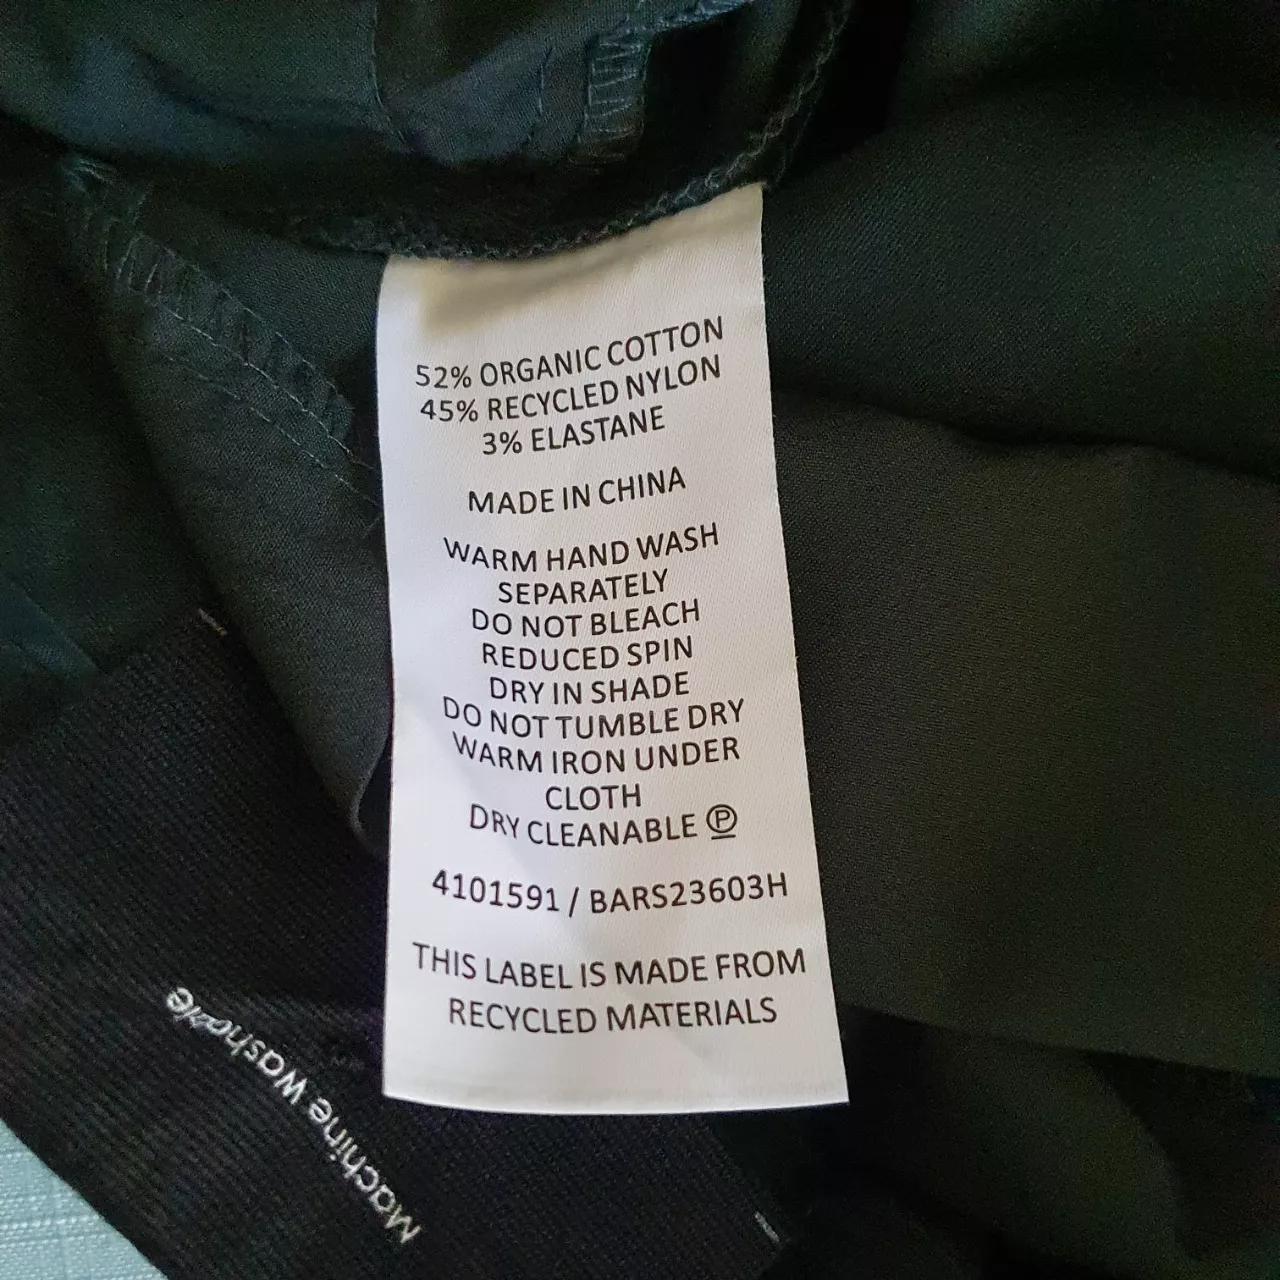 52% ORGANIC COTTON
45% RECYCLED NYLON
3% ELASTANE
MADE IN CHINA
WARM HAND WASH
SEPARATELY
DO NOT BLEACH
REDUCED SPIN
DRY IN SHADE
DO NOT TUMBLE DRY
WARM IRON UNDER
CLOTH
DRY CLEANABLE Ⓟ
4101591 / BARS23603H
THIS LABEL IS MADE FROM
RECYCLED MATERIALS
Machine washable